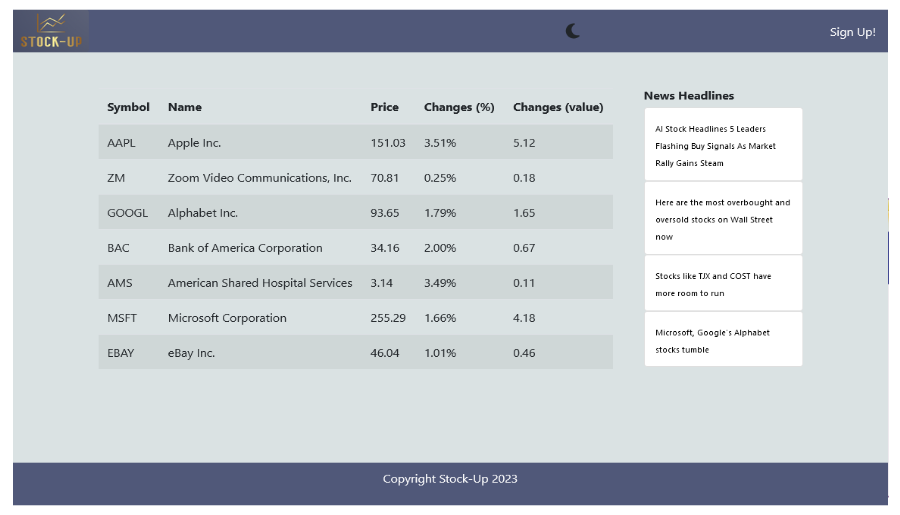 STOCK-UP
Sign Up!
Symbol Name Price Changes (%) Changes (value)
AAPL Apple Inc. 151.03 3.51% 5.12
ZM Zoom Video Communications, Inc. 70.81 0.25% 0.18
GOOGL Alphabet Inc. 93.65 1.79% 1.65
BAC Bank of America Corporation 34.16 2.00% 0.67
AMS American Shared Hospital Services 3.14 3.49% 0.11
MSFT Microsoft Corporation 255.29 1.66% 4.18
EBAY eBay Inc. 46.04 1.01% 0.46
News Headlines
AI Stock Headlines 5 Leaders
Flashing Buy Signals As Market
Rally Gains Steam
Here are the most overbought and
oversold stocks on Wall Street
now
Stocks like TJX and COST have
more room to run
Microsoft, Google's Alphabet
stocks tumble
Copyright Stock-Up 2023